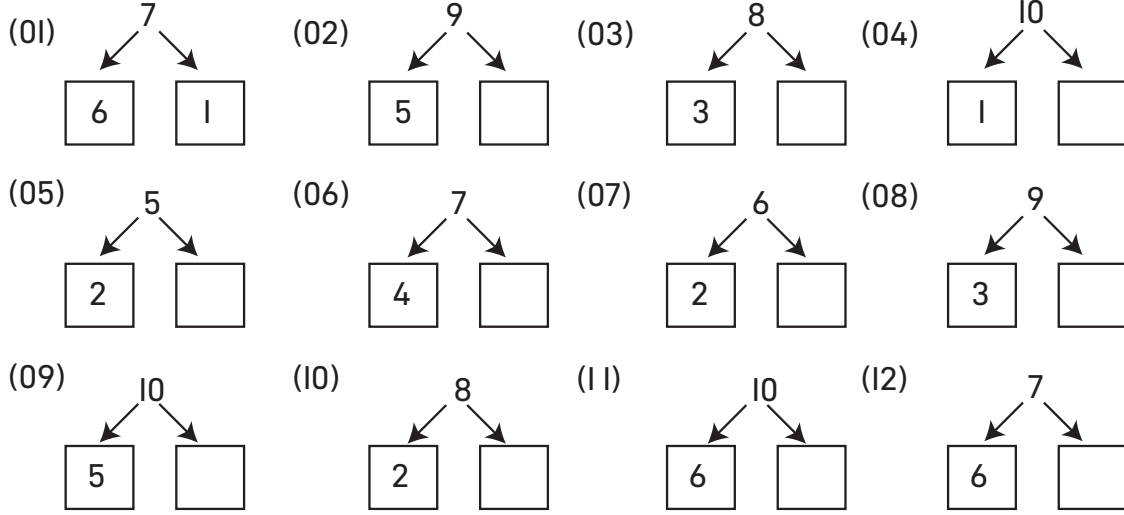 (01) 7 (02) 9 (03) 8 (04) 10
6 1 5 3 1
(05) 5 (06) 7 (07) 6 (08) 9
2 4 2 3
(09) 10 (10) 8 (11) 10 (12) 7
5 2 6 6